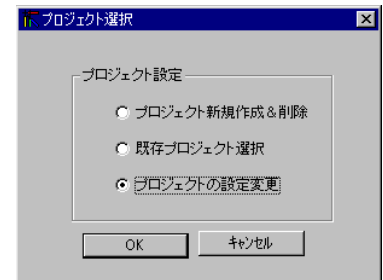 プロジェクト選択
プロジェクト設定
プロジェクト新規作成＆削除
既存プロジェクト選択
プロジェクトの設定変更
OK
キャンセル